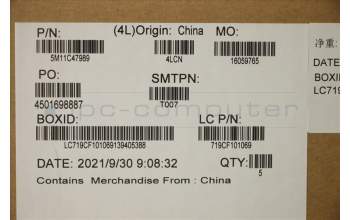 P/N: (4L)Origin: China MO: 净重:
5M11C47989 4LCN 16059765
PO: SMTPN: DATE
4501698887 T007 BOXID
BOXID: LC P/N: LC719
LC719CF101069139405388 719CF101069
DATE: 2021/9/30 9:08:32 QTY:
5
Contains Merchandise From : China